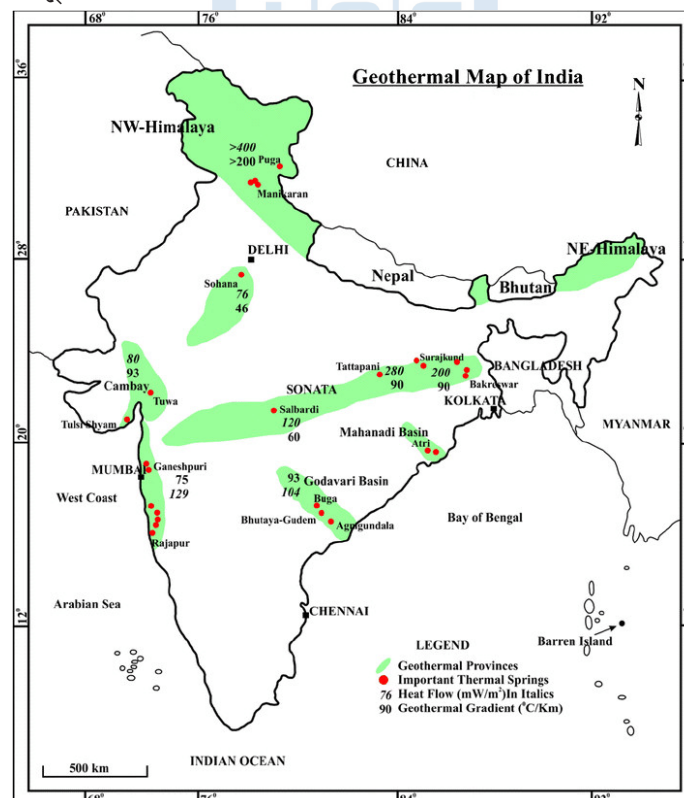 68° 76° 84° 92°
Geothermal Map of India
36°
N
NW-Himalaya
>400
>200 Puga
CHINA
Manikaran
PAKISTAN
DELHI
28°
NE-Himalaya
Sohana
Nepal
Bhutan
76
46
80
93
Cambay
Tuwa
Tattapani
280
90
Surajkund
200
90
BANGLADESH
Bakreswar
SONATA
KOLKATA
Salbardi
120
60
Tulsi Shyam
20°
Mahanadi Basin
Atri
MYANMAR
MUMBAI
Ganeshpuri
75
129
93
104
Godavari Basin
West Coast
Buga
Bhutaya-Gudem
Agnigundala
Rajapur
Bay of Bengal
Arabian Sea
CHENNAI
12°
Barren Island
LEGEND
Geothermal Provinces
Important Thermal Springs
76 Heat Flow (mW/m²)In Italics
90 Geothermal Gradient (°C/Km)
INDIAN OCEAN
500 km
68° 76° 84° 92°